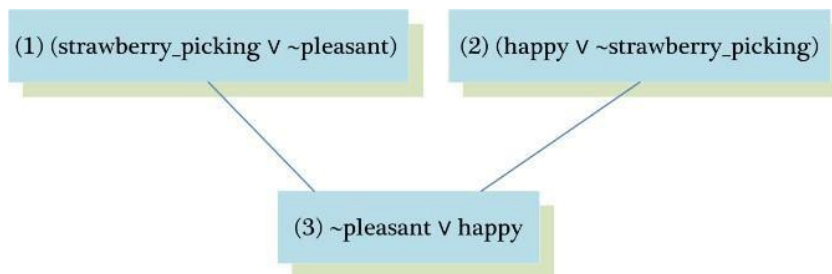 (1) (strawberry_picking ∨ ~pleasant)
(2) (happy ∨ ~strawberry_picking)
(3) ~pleasant ∨ happy